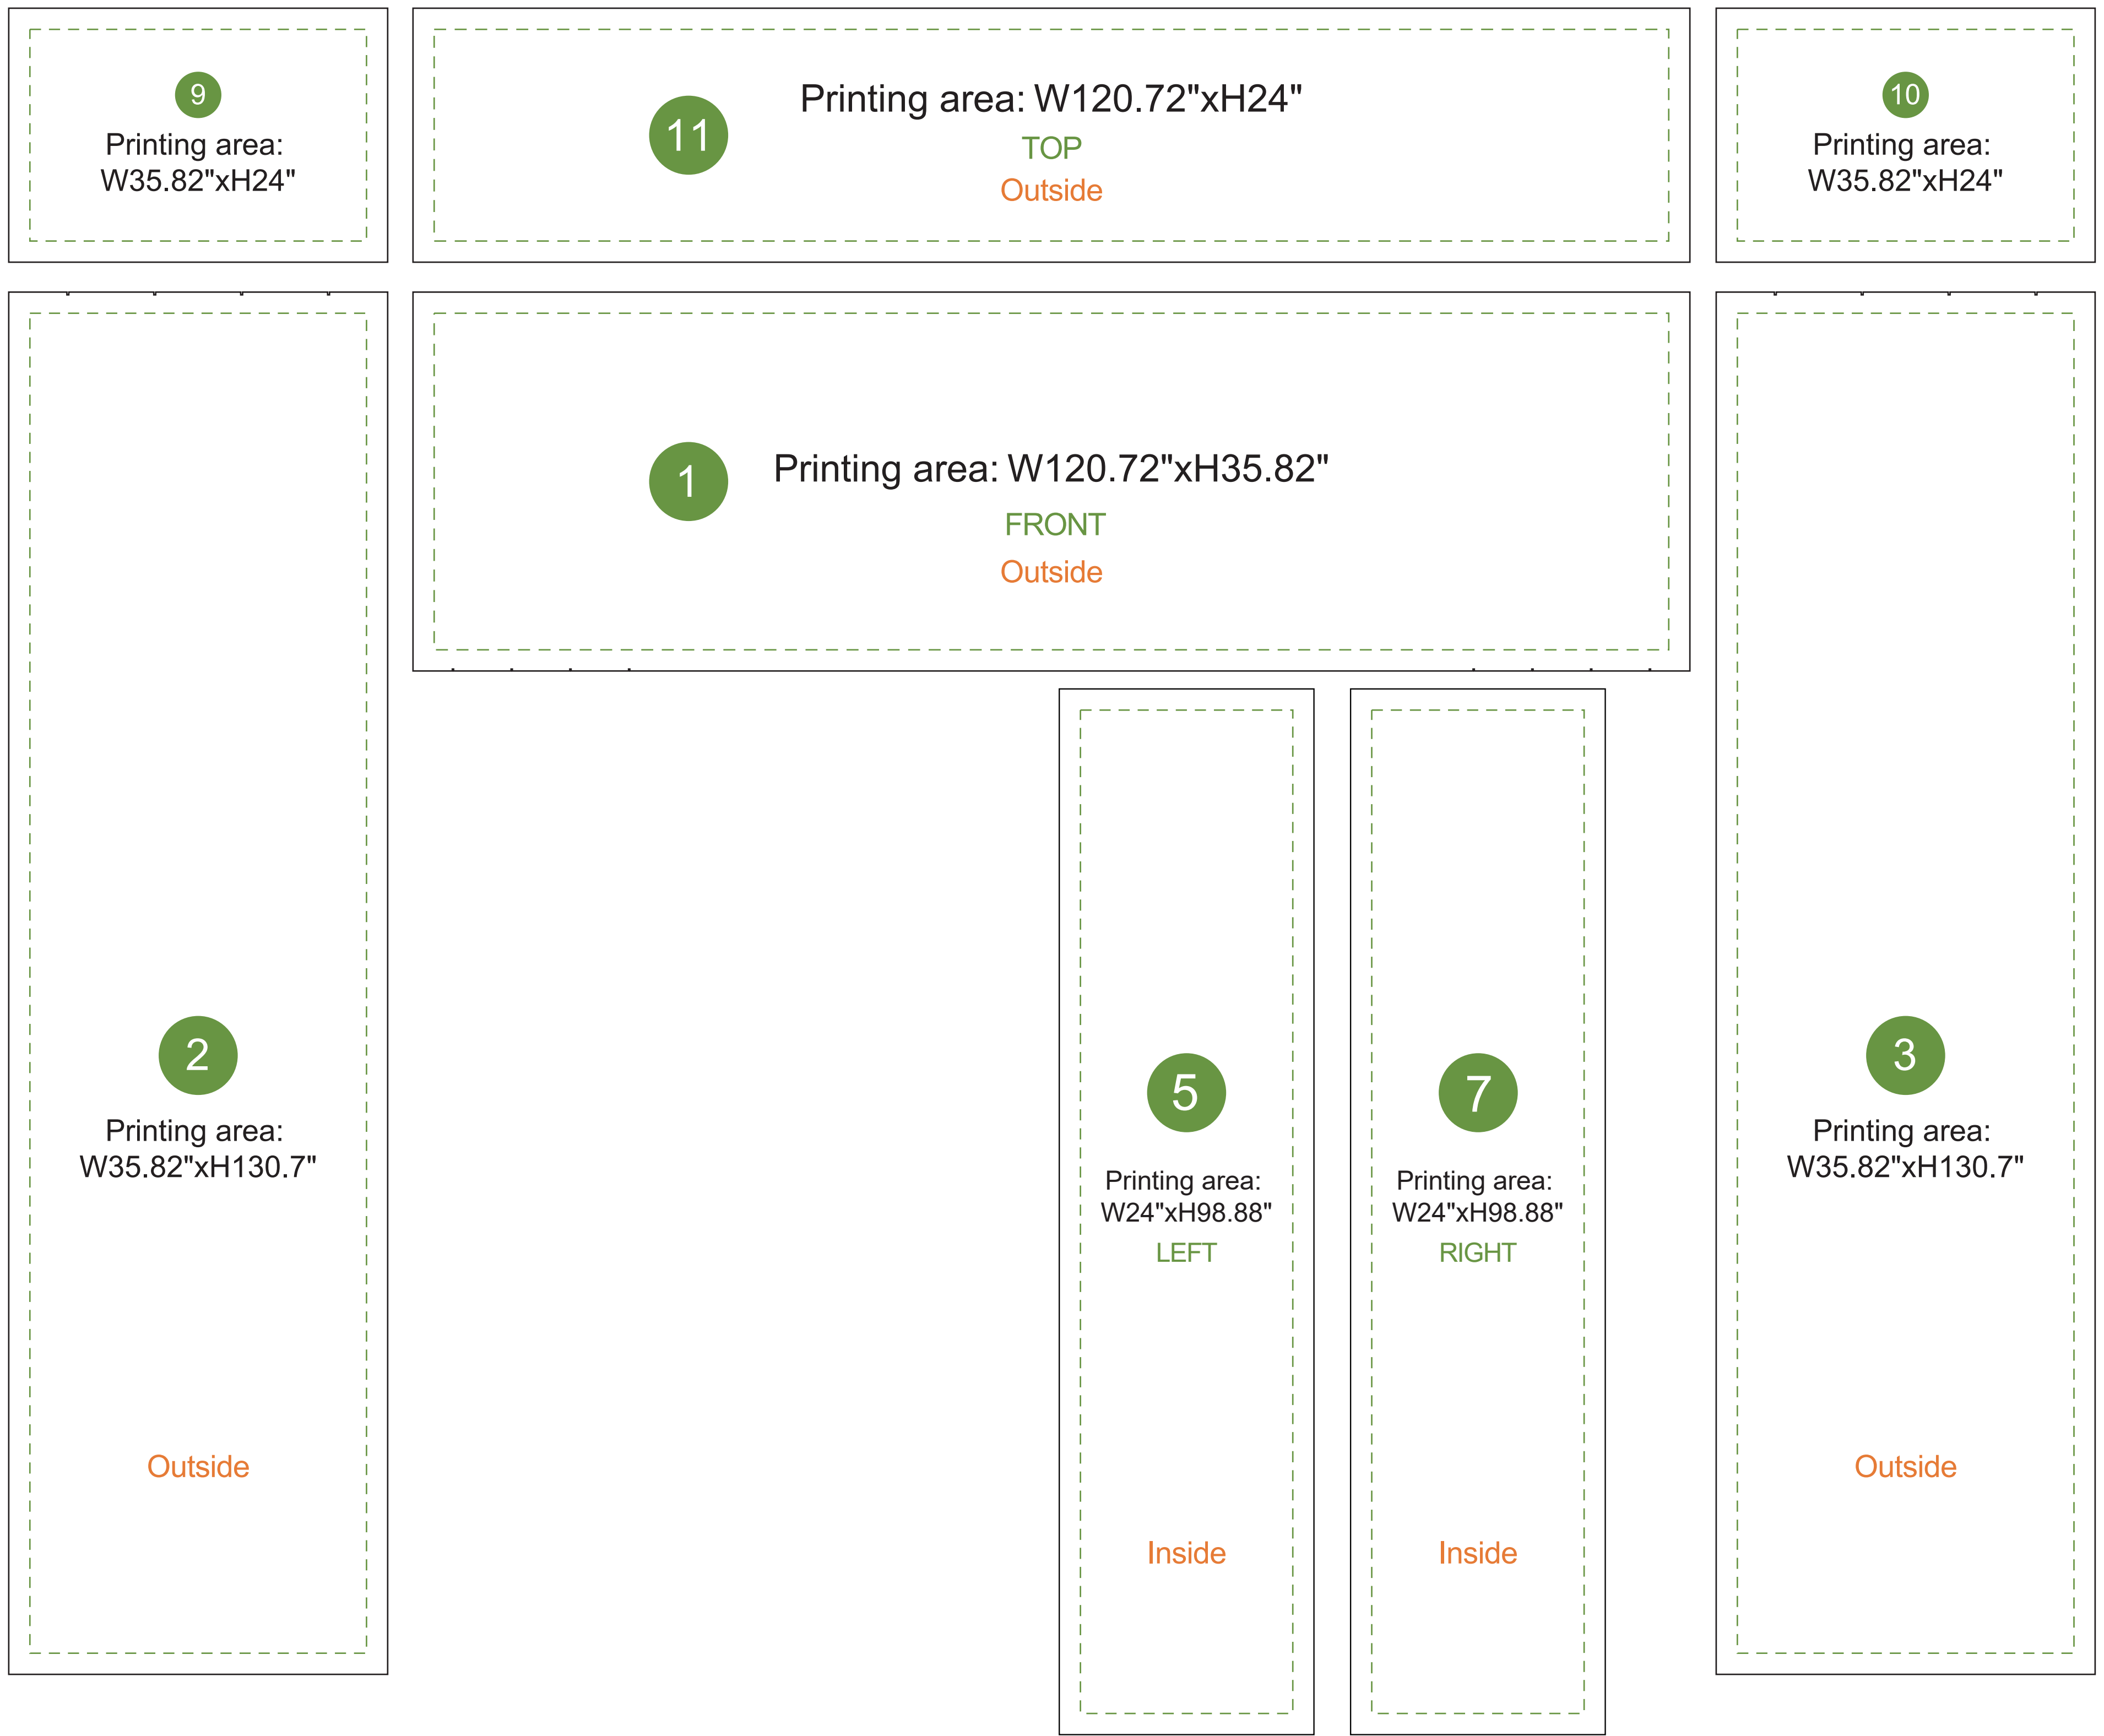 9
Printing area:
W35.82"xH24"
11
Printing area: W120.72"xH24"
TOP
Outside
10
Printing area:
W35.82"xH24"
1
Printing area: W120.72"xH35.82"
FRONT
Outside
2
Printing area:
W35.82"xH130.7"
Outside
5
Printing area:
W24"xH98.88"
LEFT
Inside
7
Printing area:
W24"xH98.88"
RIGHT
Inside
3
Printing area:
W35.82"xH130.7"
Outside